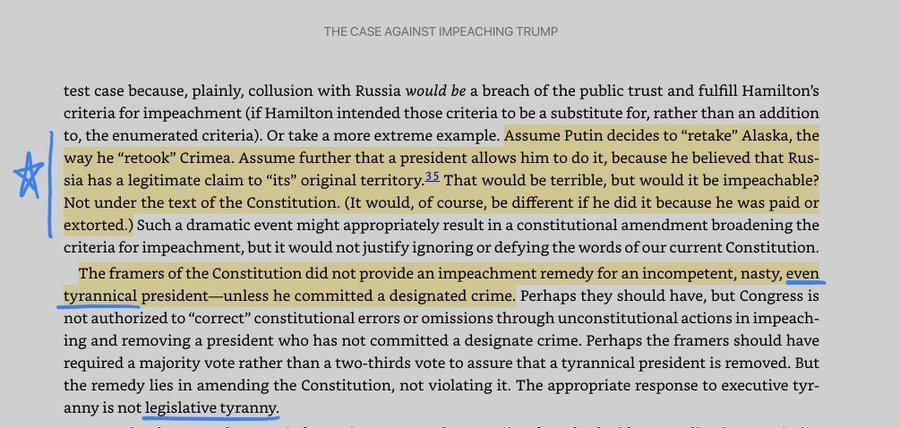 THE CASE AGAINST IMPEACHING TRUMP
test case because, plainly, collusion with Russia would be a breach of the public trust and fulfill Hamilton’s
criteria for impeachment (if Hamilton intended those criteria to be a substitute for, rather than an addition
to, the enumerated criteria). Or take a more extreme example. Assume Putin decides to “retake” Alaska, the
way he “retook” Crimea. Assume further that a president allows him to do it, because he believed that Rus-
sia has a legitimate claim to “its” original territory.35 That would be terrible, but would it be impeachable?
Not under the text of the Constitution. (It would, of course, be different if he did it because he was paid or
extorted.) Such a dramatic event might appropriately result in a constitutional amendment broadening the
criteria for impeachment, but it would not justify ignoring or defying the words of our current Constitution.
The framers of the Constitution did not provide an impeachment remedy for an incompetent, nasty, even
tyrannical president—unless he committed a designated crime. Perhaps they should have, but Congress is
not authorized to “correct” constitutional errors or omissions through unconstitutional actions in impeach-
ing and removing a president who has not committed a designate crime. Perhaps the framers should have
required a majority vote rather than a two-thirds vote to assure that a tyrannical president is removed. But
the remedy lies in amending the Constitution, not violating it. The appropriate response to executive tyr-
anny is not legislative tyranny.